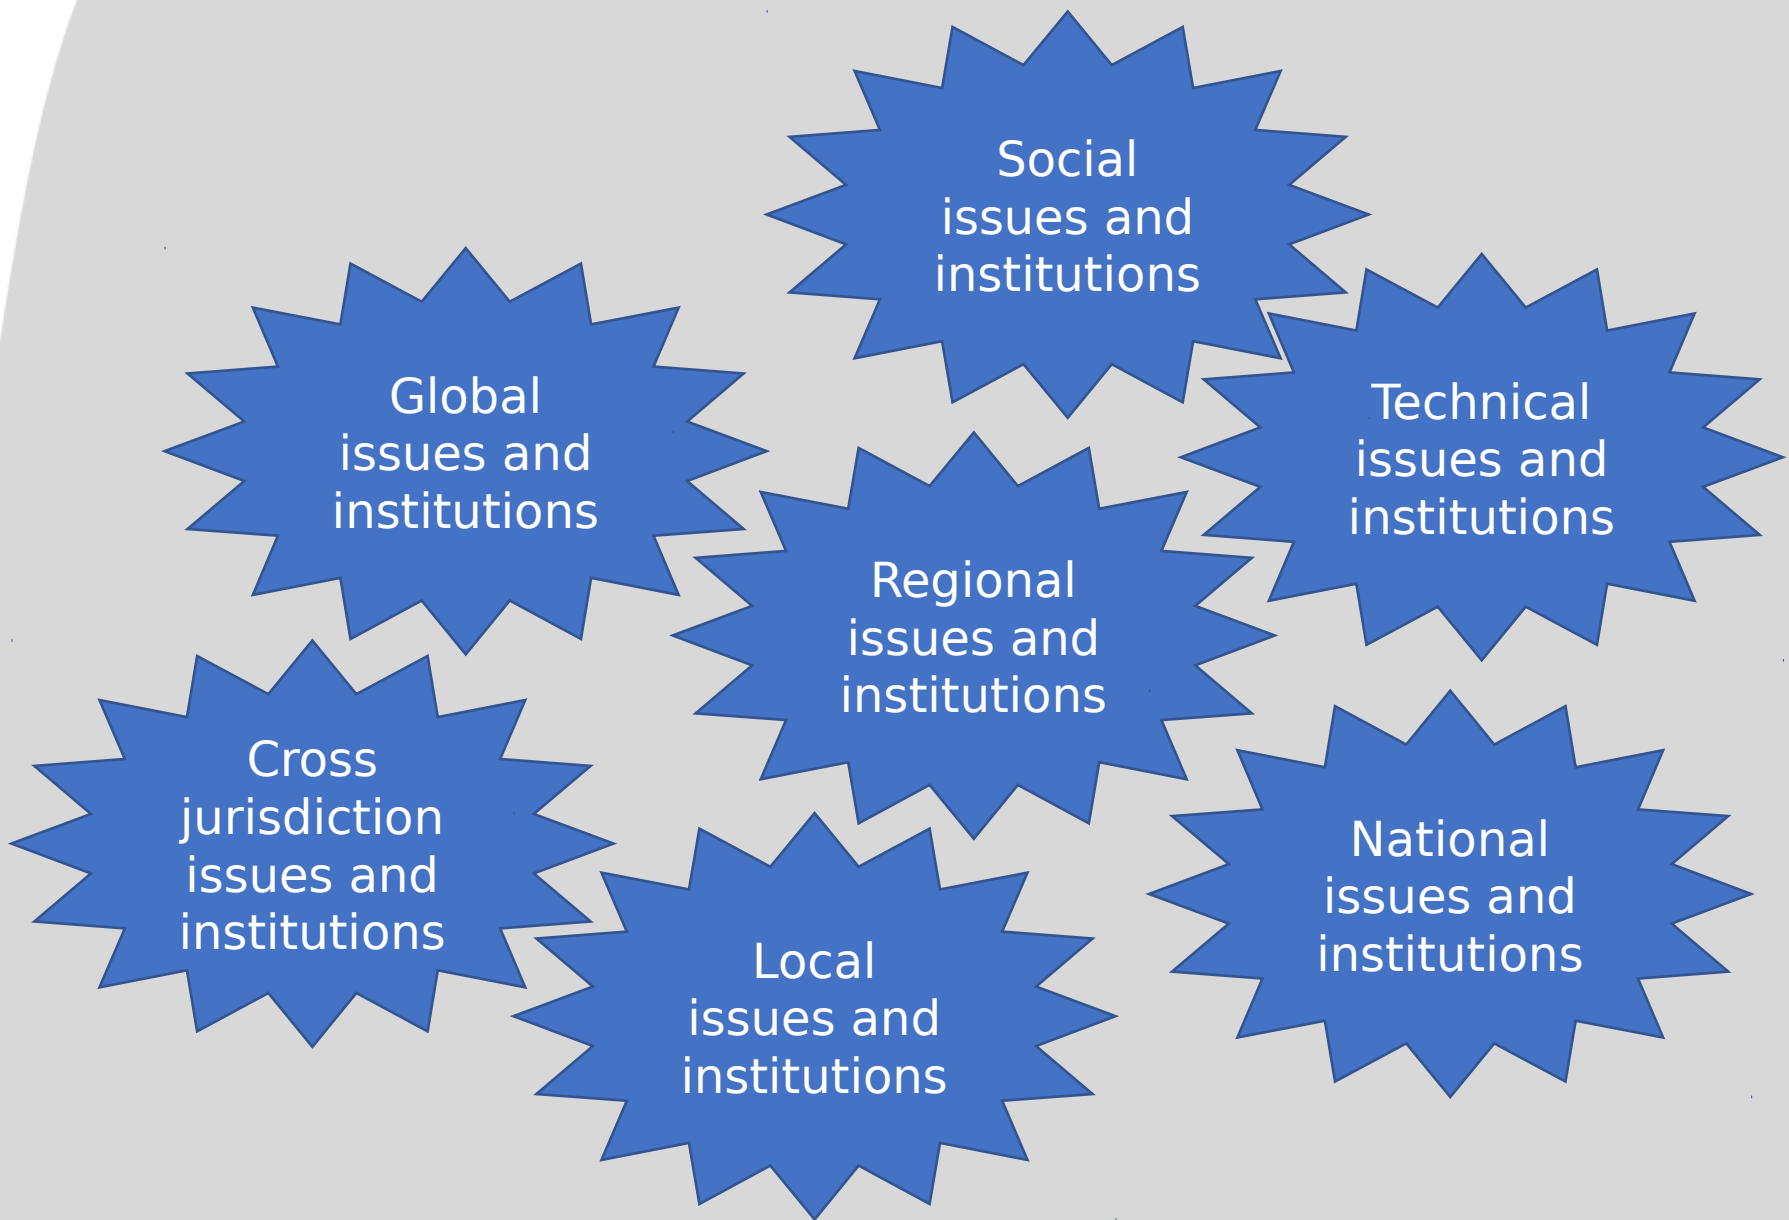 Social
issues and
institutions
Global
issues and
institutions
Technical
issues and
institutions
Regional
issues and
institutions
Cross
jurisdiction
issues and
institutions
National
issues and
institutions
Local
issues and
institutions